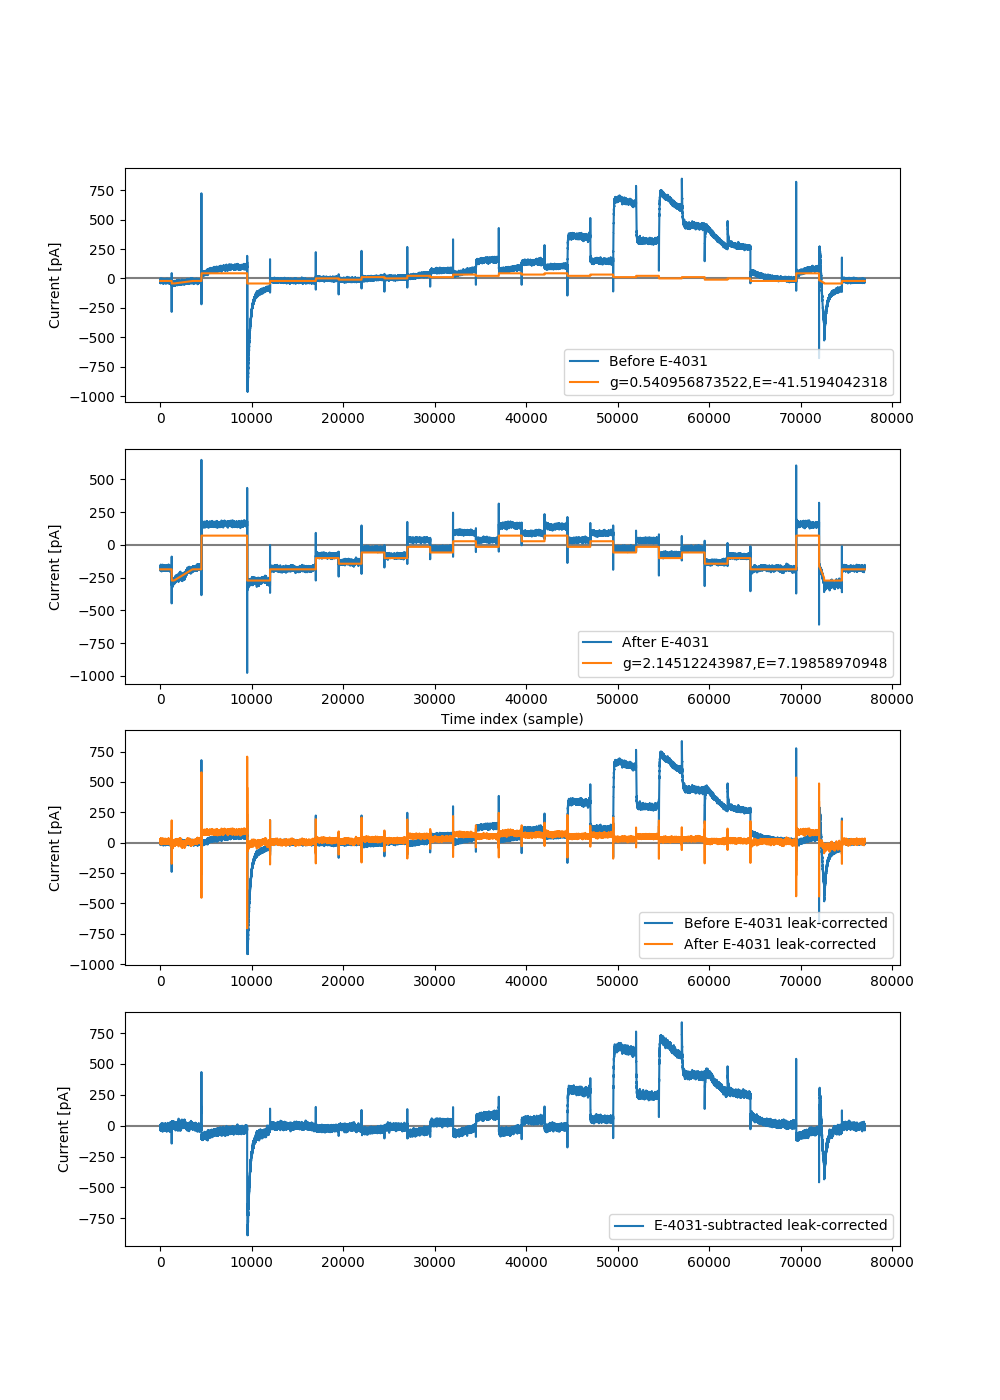 750
500
250
0
−250
−500
−750
−1000
Current [pA]
Before E-4031
g=0.540956873522,E=-41.5194042318
0 10000 20000 30000 40000 50000 60000 70000 80000
500
250
0
−250
−500
−750
−1000
Current [pA]
After E-4031
g=2.14512243987,E=7.19858970948
0 10000 20000 30000 40000 50000 60000 70000 80000
Time index (sample)
750
500
250
0
−250
−500
−750
−1000
Current [pA]
Before E-4031 leak-corrected
After E-4031 leak-corrected
0 10000 20000 30000 40000 50000 60000 70000 80000
750
500
250
0
−250
−500
−750
Current [pA]
E-4031-subtracted leak-corrected
0 10000 20000 30000 40000 50000 60000 70000 80000